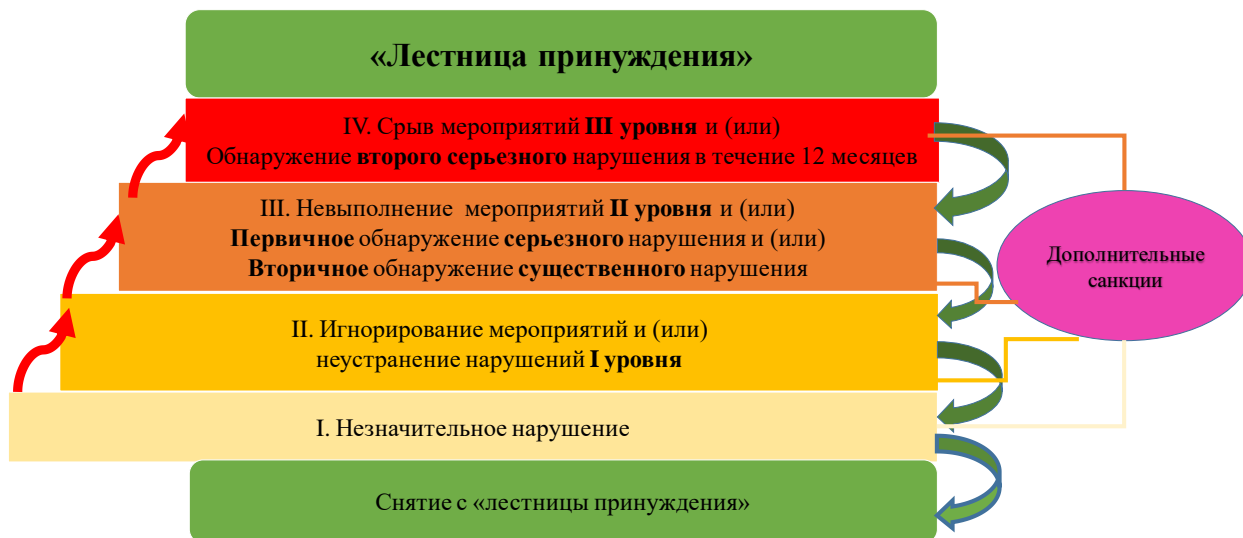 «Лестница принуждения»
IV. Срыв мероприятий III уровня и (или)
Обнаружение второго серьезного нарушения в течение 12 месяцев
III. Невыполнение мероприятий II уровня и (или)
Первичное обнаружение серьезного нарушения и (или)
Вторичное обнаружение существенного нарушения
Дополнительные
санкции
II. Игнорирование мероприятий и (или)
неустранение нарушений I уровня
I. Незначительное нарушение
Снятие с «лестницы принуждения»